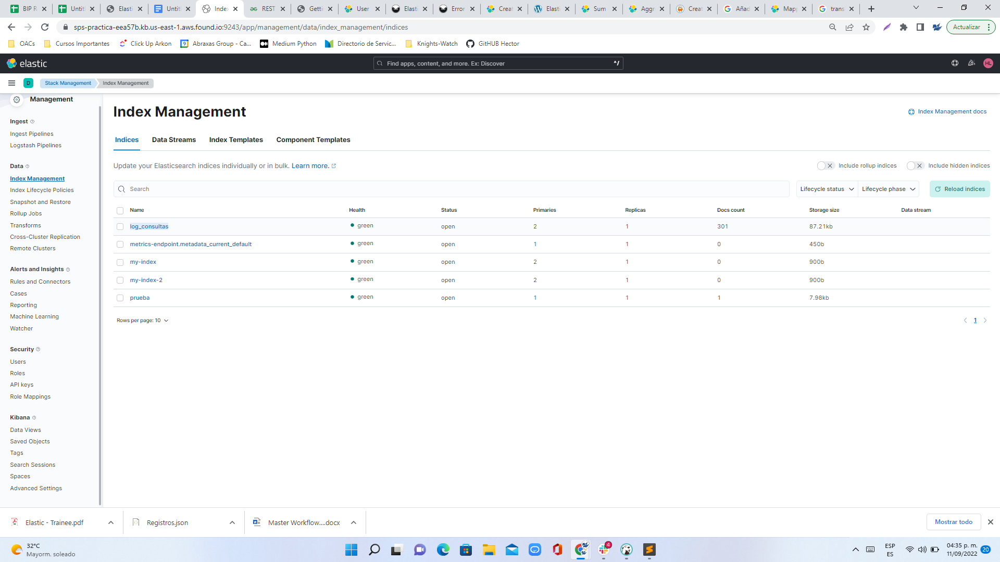 BIP R
Untitl
Elasti
Untitl
Index
REST
Getti
User
Elasti
Error
Creat
Elasti
Sum
Aggr
Creat
Añad
Mapp
trans
sps-practica-eea57b.kb.us-east-1.aws.found.io:9243/app/management/data/index_management/indices
Actualizar
OACs
Cursos Importantes
Click Up Arkon
Abraxas Group - Ca...
Medium Python
Directorio de Servic...
Knights-Watch
GitHUB Hector
elastic
Find apps, content, and more. Ex: Discover
^/
HL
D
Stack Management
Index Management
Management
Ingest
Ingest Pipelines
Logstash Pipelines
Data
Index Management
Index Lifecycle Policies
Snapshot and Restore
Rollup Jobs
Transforms
Cross-Cluster Replication
Remote Clusters
Alerts and Insights
Rules and Connectors
Cases
Reporting
Machine Learning
Watcher
Security
Users
Roles
API keys
Role Mappings
Kibana
Data Views
Saved Objects
Tags
Search Sessions
Spaces
Advanced Settings
Index Management
Index Management docs
Indices Data Streams Index Templates Component Templates
Update your Elasticsearch indices individually or in bulk. Learn more.
Include rollup indices
Include hidden indices
Search
Lifecycle status
Lifecycle phase
Reload indices
Name Health Status Primaries Replicas Docs count Storage size Data stream
log_consultas green open 2 1 301 87.21kb
metrics-endpoint.metadata_current_default green open 1 1 0 450b
my-index green open 2 1 0 900b
my-index-2 green open 2 1 0 900b
prueba green open 1 1 1 7.98kb
Rows per page: 10
1
Elastic - Trainee.pdf
Registros.json
Master Workflow....docx
Mostrar todo
32°C
Mayorm. soleado
4
ESP
ES
04:35 p. m.
11/09/2022
20